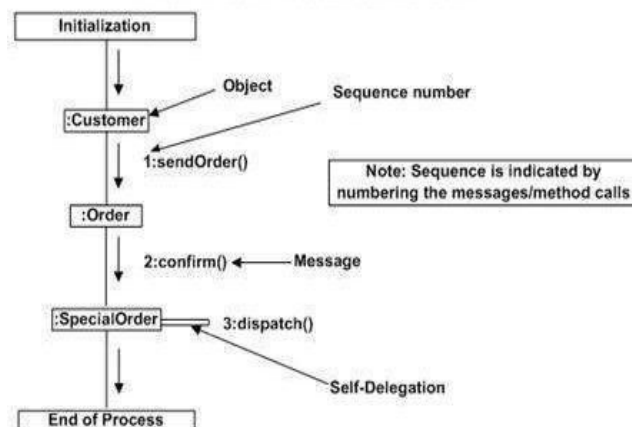 Initialization
Object
Sequence number
:Customer
1:sendOrder()
Note: Sequence is indicated by
numbering the messages/method calls
:Order
2:confirm()
Message
:SpecialOrder
3:dispatch()
Self-Delegation
End of Process